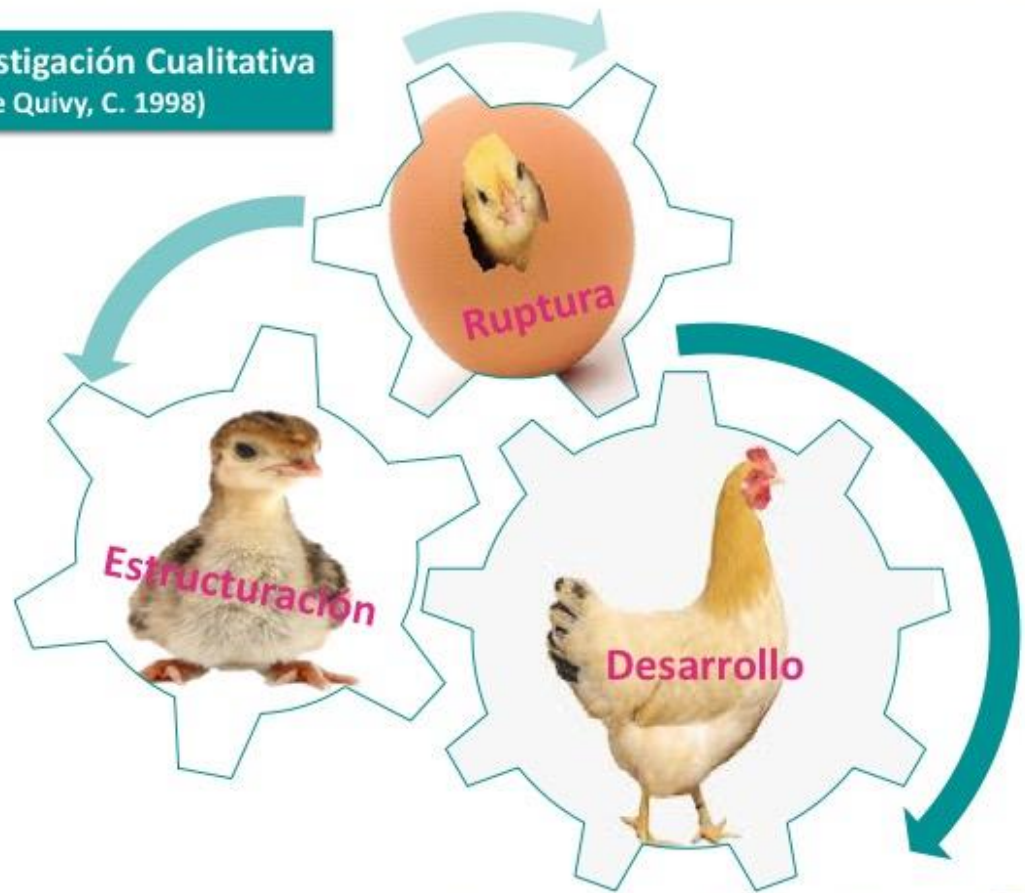 stigación Cualitativa
e Quivy, C. 1998)
Ruptura
Estructuración
Desarrollo